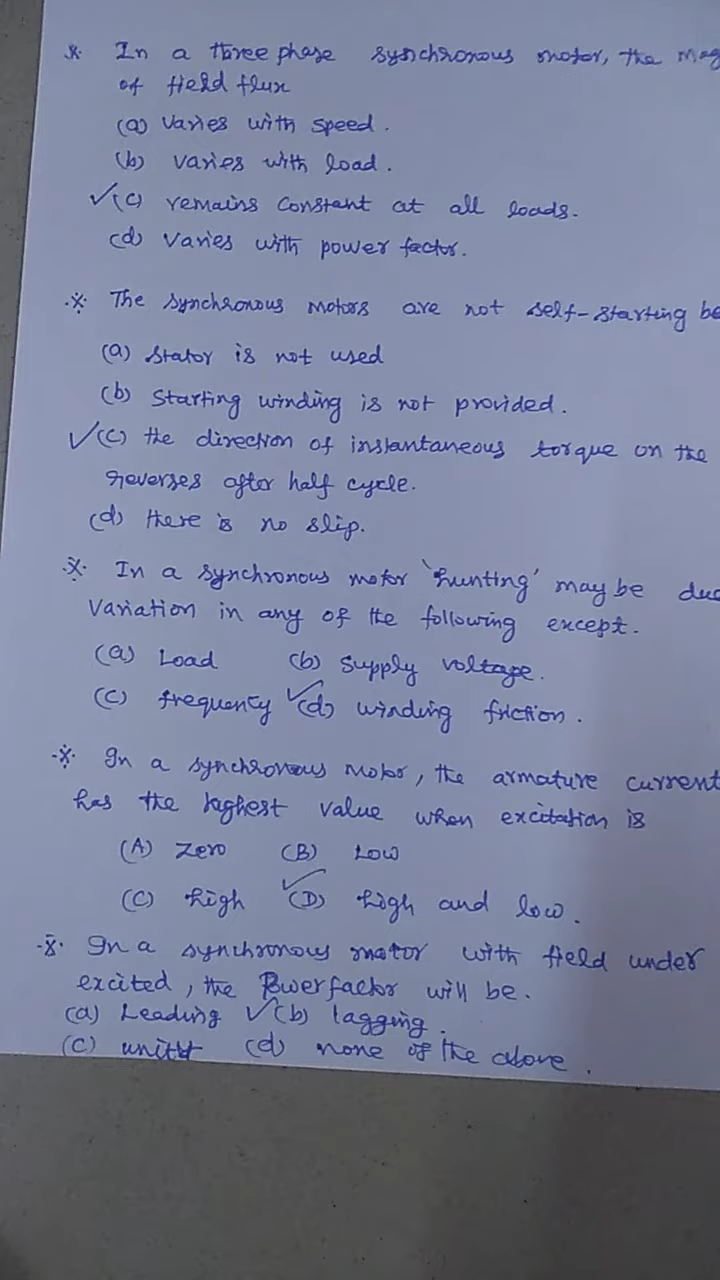 * In a three phase synchronous motor, the mag
of field flux
(a) varies with speed.
(b) varies with load.
✓(c) remains constant at all loads.
(d) varies with power factor.
* The synchronous motors are not self-starting be
(a) stator is not used
(b) starting winding is not provided.
✓(c) the direction of instantaneous torque on the
reverses after half cycle.
(d) there is no slip.
* In a synchronous motor 'hunting' may be due
variation in any of the following except.
(a) Load (b) supply voltage.
(c) frequency ✓(d) winding friction.
* In a synchronous motor, the armature current
has the highest value when excitation is
(A) zero (B) Low
(C) high ✓(D) high and low.
* In a synchronous motor with field under
excited, the Powerfactor will be.
(a) Leading ✓(b) lagging.
(c) unity (d) none of the above.